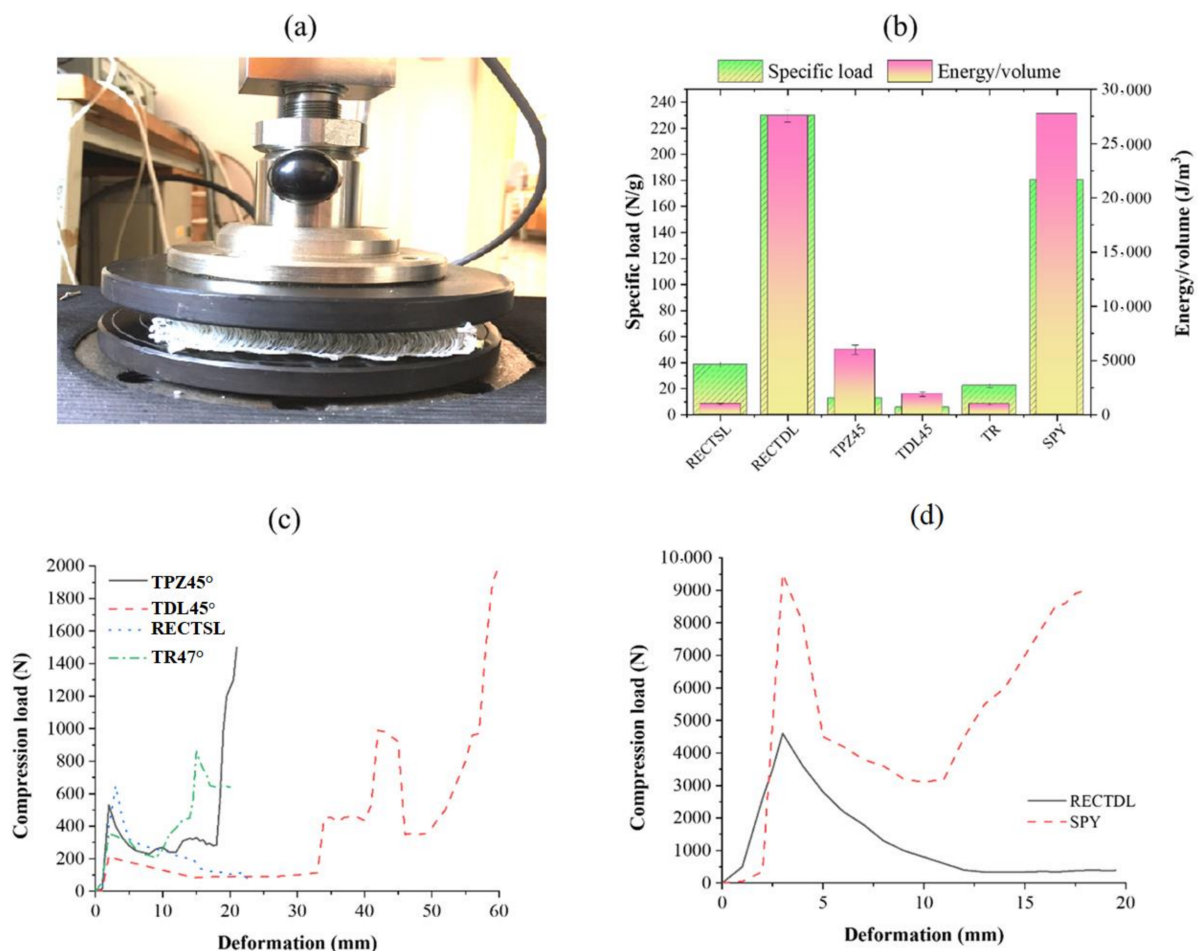 (a)
(b)
Specific load Energy/volume
240
220
200
180
160
140
120
100
80
60
40
20
0
Specific load (N/g)
30.000
25.000
20.000
15.000
10.000
5000
0
Energy/volume (J/m³)
RECTSL
RECTDL
TPZ45
TDL45
TR
SPY
(c)
2000
1800
1600
1400
1200
1000
800
600
400
200
0
Compression load (N)
TPZ45°
TDL45°
RECTSL
TR47°
0 10 20 30 40 50 60
Deformation (mm)
(d)
10.000
9000
8000
7000
6000
5000
4000
3000
2000
1000
0
Compression load (N)
RECTDL
SPY
0 5 10 15 20
Deformation (mm)